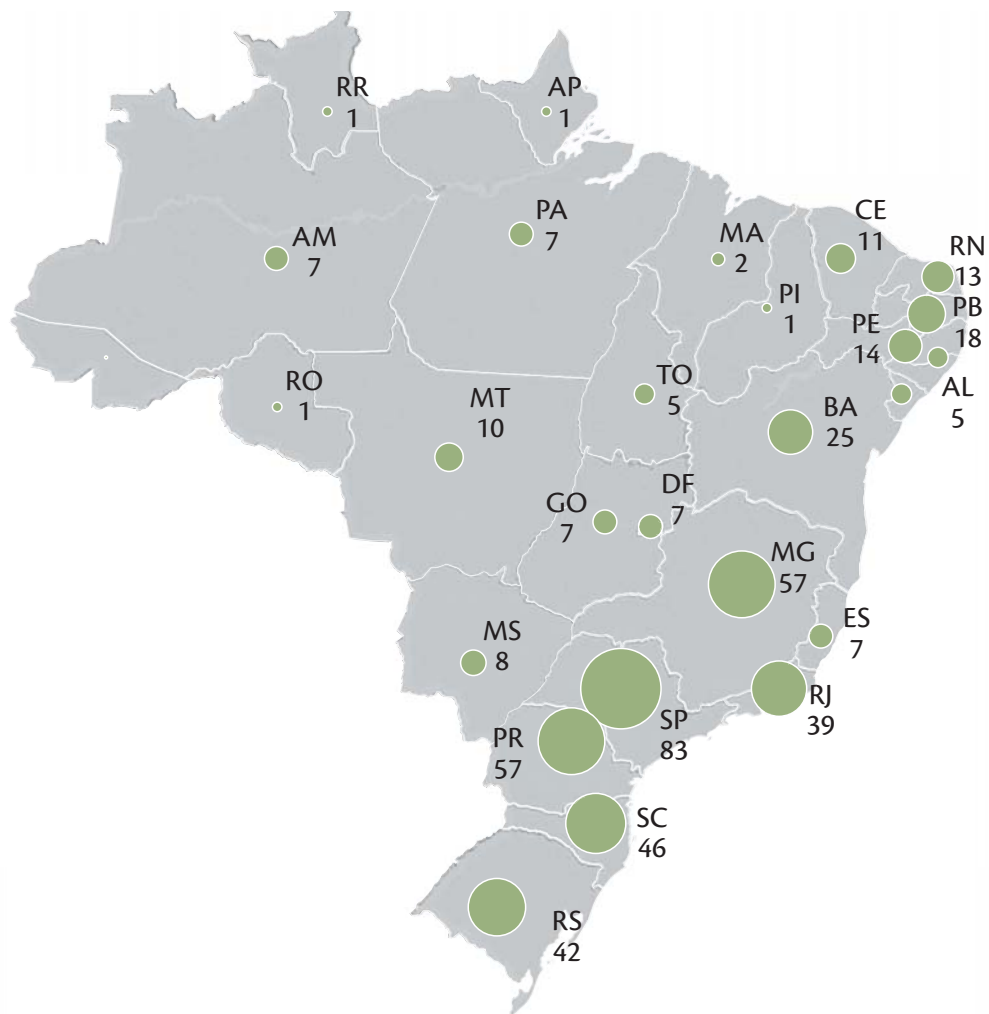 RR
1
AP
1
AM
7
PA
7
MA
2
CE
11
RN
13
PI
1
PB
18
PE
14
RO
1
MT
10
TO
5
BA
25
AL
5
GO
7
DF
7
MG
57
ES
7
MS
8
RJ
39
SP
83
PR
57
SC
46
RS
42